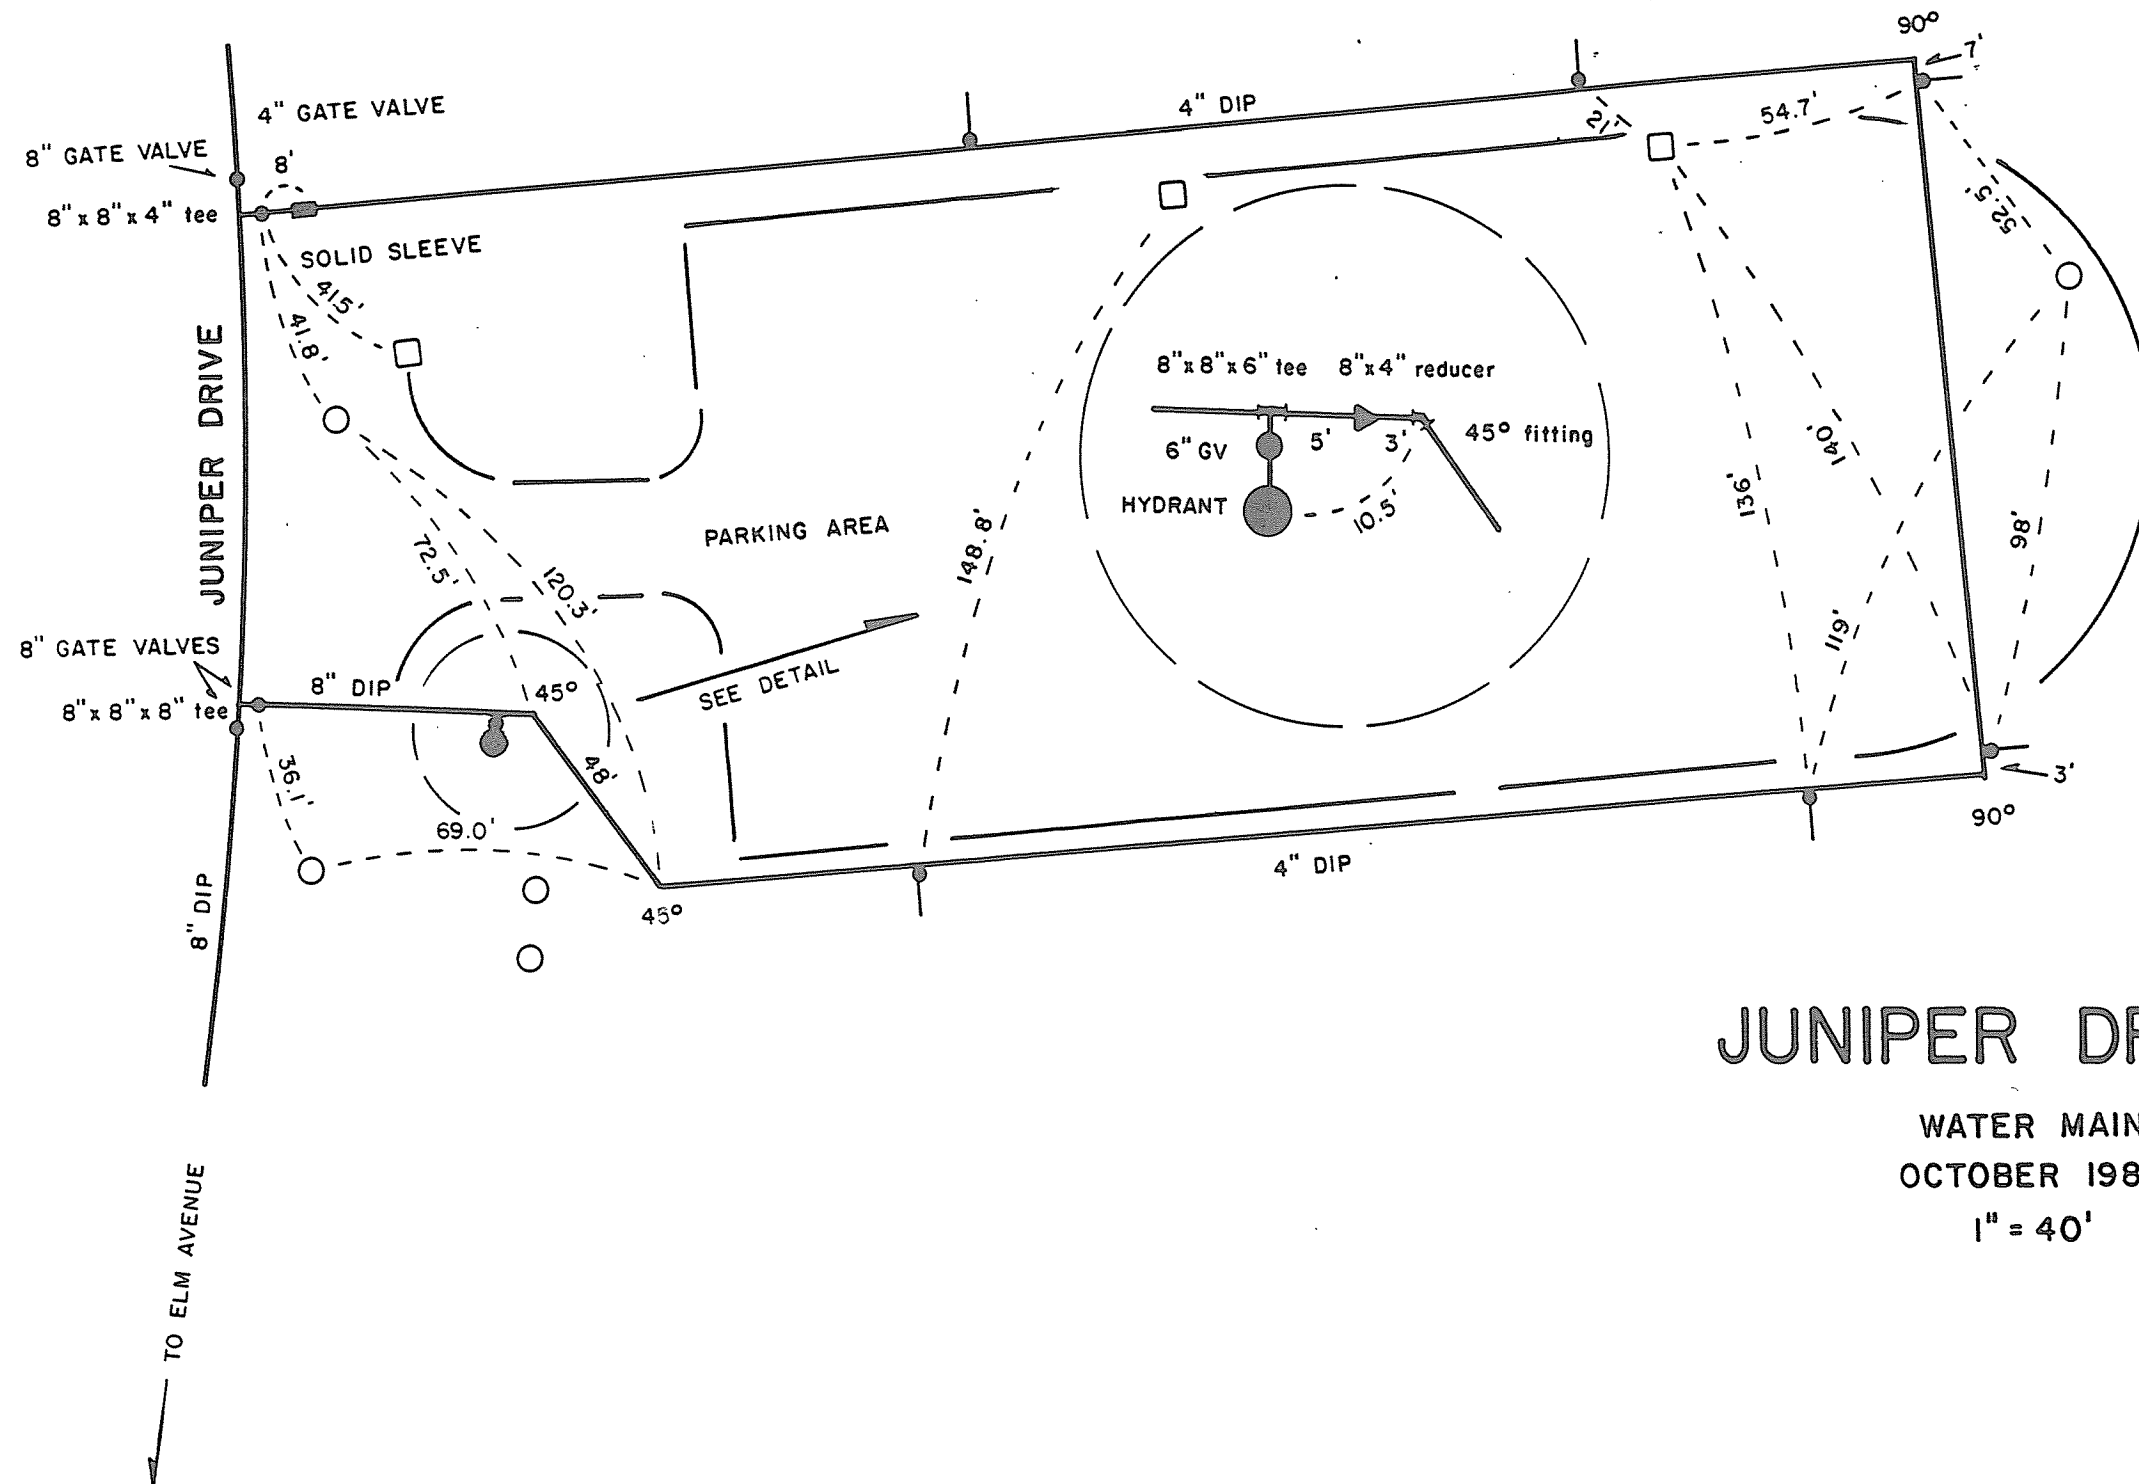 90°
7'
4" GATE VALVE
4" DIP
8" GATE VALVE
8'
21.7
54.7'
8" x 8" x 4" tee
SOLID SLEEVE
52.5'
41.5'
41.8'
JUNIPER DRIVE
8" x 8" x 6" tee 8" x 4" reducer
45° fitting
6" GV 5' 3'
HYDRANT
10.5'
140'
136'
PARKING AREA
148.8'
98'
72.5'
120.3'
119'
8" GATE VALVES
8" DIP
45°
SEE DETAIL
8" x 8" x 8" tee
48'
36.1'
3'
69.0'
90°
4" DIP
45°
8" DIP
JUNIPER
WATER MAIN
OCTOBER 198
1" = 40'
TO ELM AVENUE